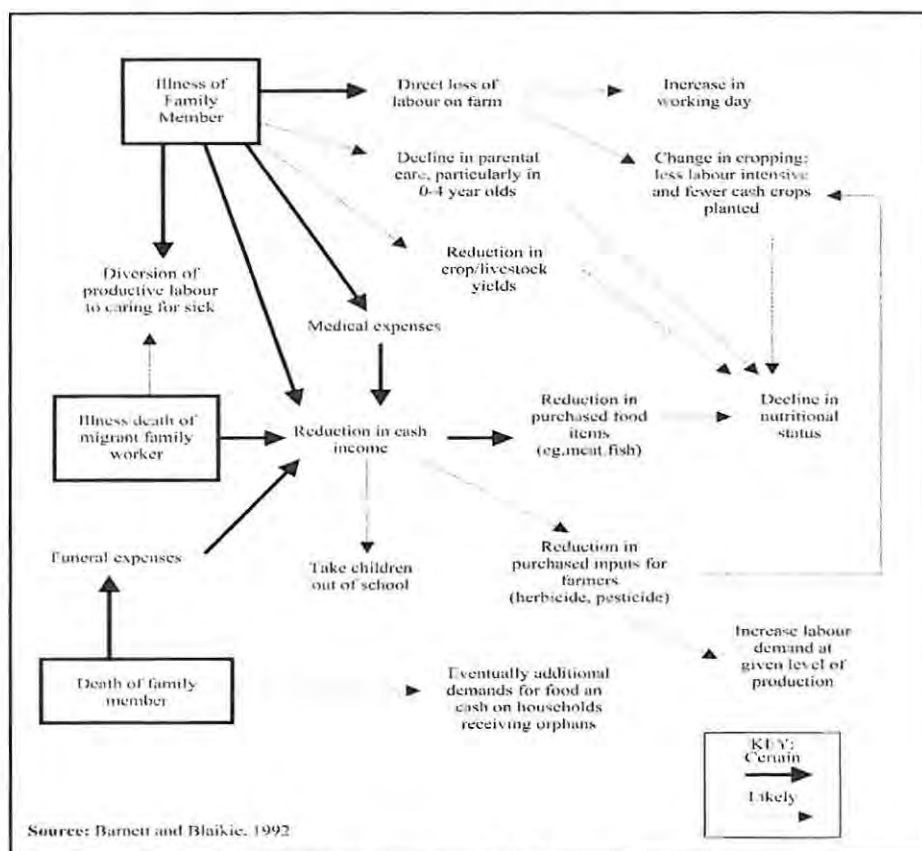 Illness of
Family
Member
Direct loss of
labour on farm
Increase in
working day
Decline in parental
care, particularly in
0-4 year olds
Change in cropping:
less labour intensive
and fewer cash crops
planted
Reduction in
crop/livestock
yields
Diversion of
productive labour
to caring for sick
Medical expenses
Illness death of
migrant family
worker
Reduction in cash
income
Reduction in
purchased food
items
(eg.meat fish)
Decline in
nutritional
status
Funeral expenses
Take children
out of school
Reduction in
purchased inputs for
farmers
(herbicide, pesticide)
Increase labour
demand at
given level of
production
Death of family
member
Eventually additional
demands for food an
cash on households
receiving orphans
KEY:
Certain
Likely
Source: Barnett and Blaikie. 1992